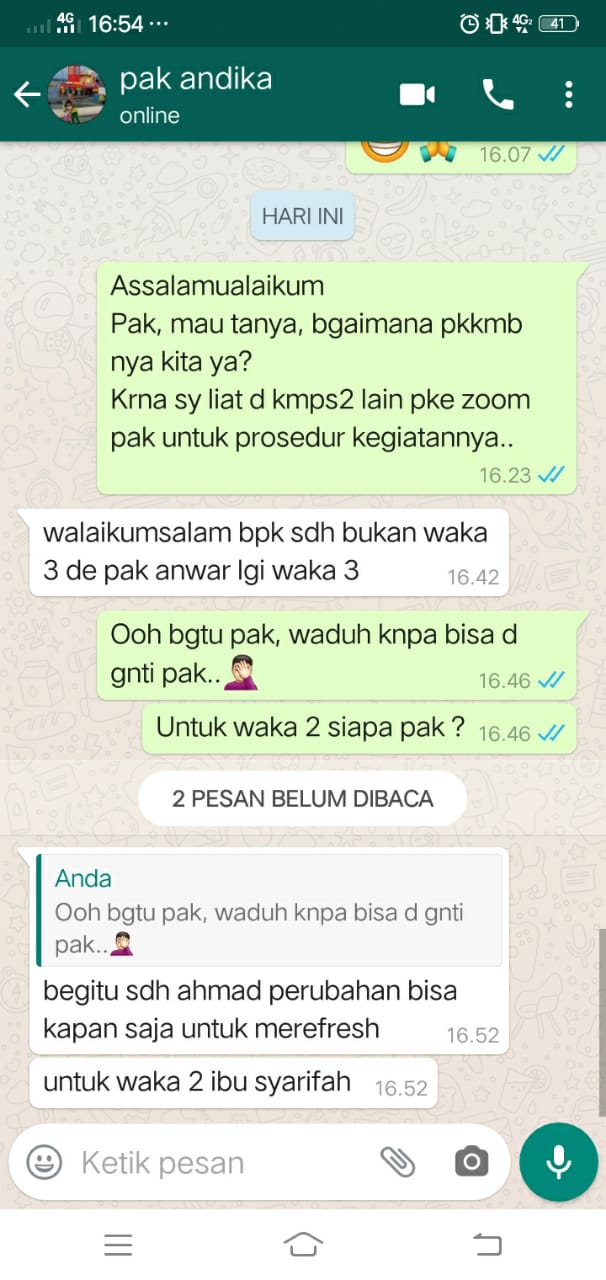 4G 16:54 ...
4G2 41
pak andika
online
16.07
HARI INI
Assalamualaikum
Pak, mau tanya, bgaimana pkkmb
nya kita ya?
Krna sy liat d kmps2 lain pke zoom
pak untuk prosedur kegiatannya..
16.23
walaikumsalam bpk sdh bukan waka
3 de pak anwar lgi waka 3
16.42
Ooh bgtu pak, waduh knpa bisa d
gnti pak..🤦🏻‍♂️
16.46
Untuk waka 2 siapa pak ? 16.46
2 PESAN BELUM DIBACA
Anda
Ooh bgtu pak, waduh knpa bisa d gnti
pak..🤦🏻‍♂️
begitu sdh ahmad perubahan bisa
kapan saja untuk merefresh
16.52
untuk waka 2 ibu syarifah 16.52
Ketik pesan